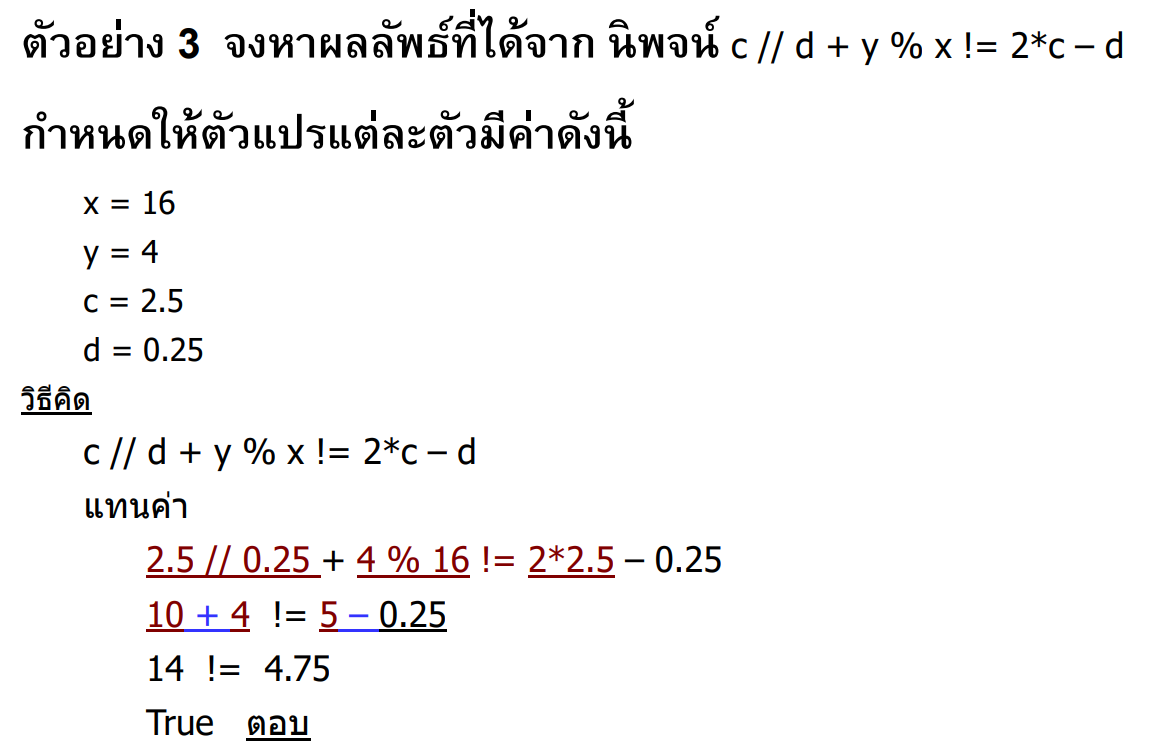 ตัวอย่าง 3 จงหาผลลัพธ์ที่ได้จาก นิพจน์ c // d + y % x != 2*c – d
กำหนดให้ตัวแปรแต่ละตัวมีค่าดังนี้
x = 16
y = 4
c = 2.5
d = 0.25
วิธีคิด
c // d + y % x != 2*c – d
แทนค่า
2.5 // 0.25 + 4 % 16 != 2*2.5 – 0.25
10 + 4 != 5 – 0.25
14 != 4.75
True ตอบ